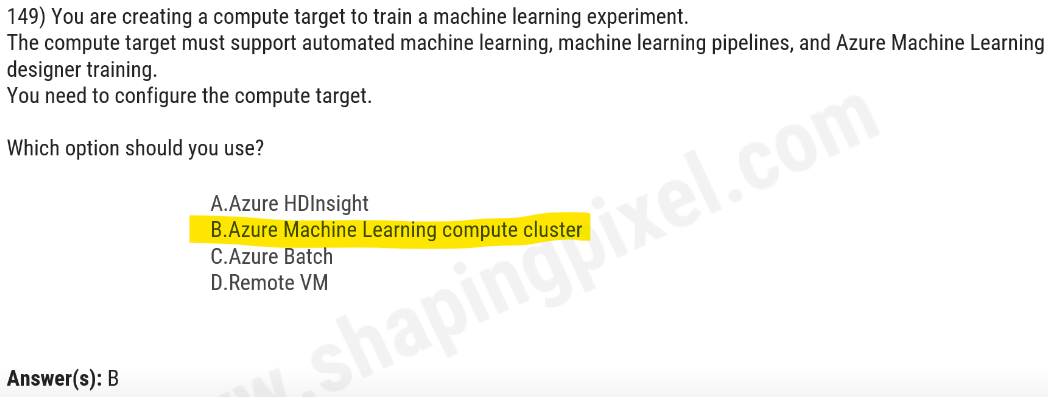 149) You are creating a compute target to train a machine learning experiment.
The compute target must support automated machine learning, machine learning pipelines, and Azure Machine Learning
designer training.
You need to configure the compute target.
Which option should you use?
A.Azure HDInsight
B.Azure Machine Learning compute cluster
C.Azure Batch
D.Remote VM
Answer(s): B
w.shapingpixel.com